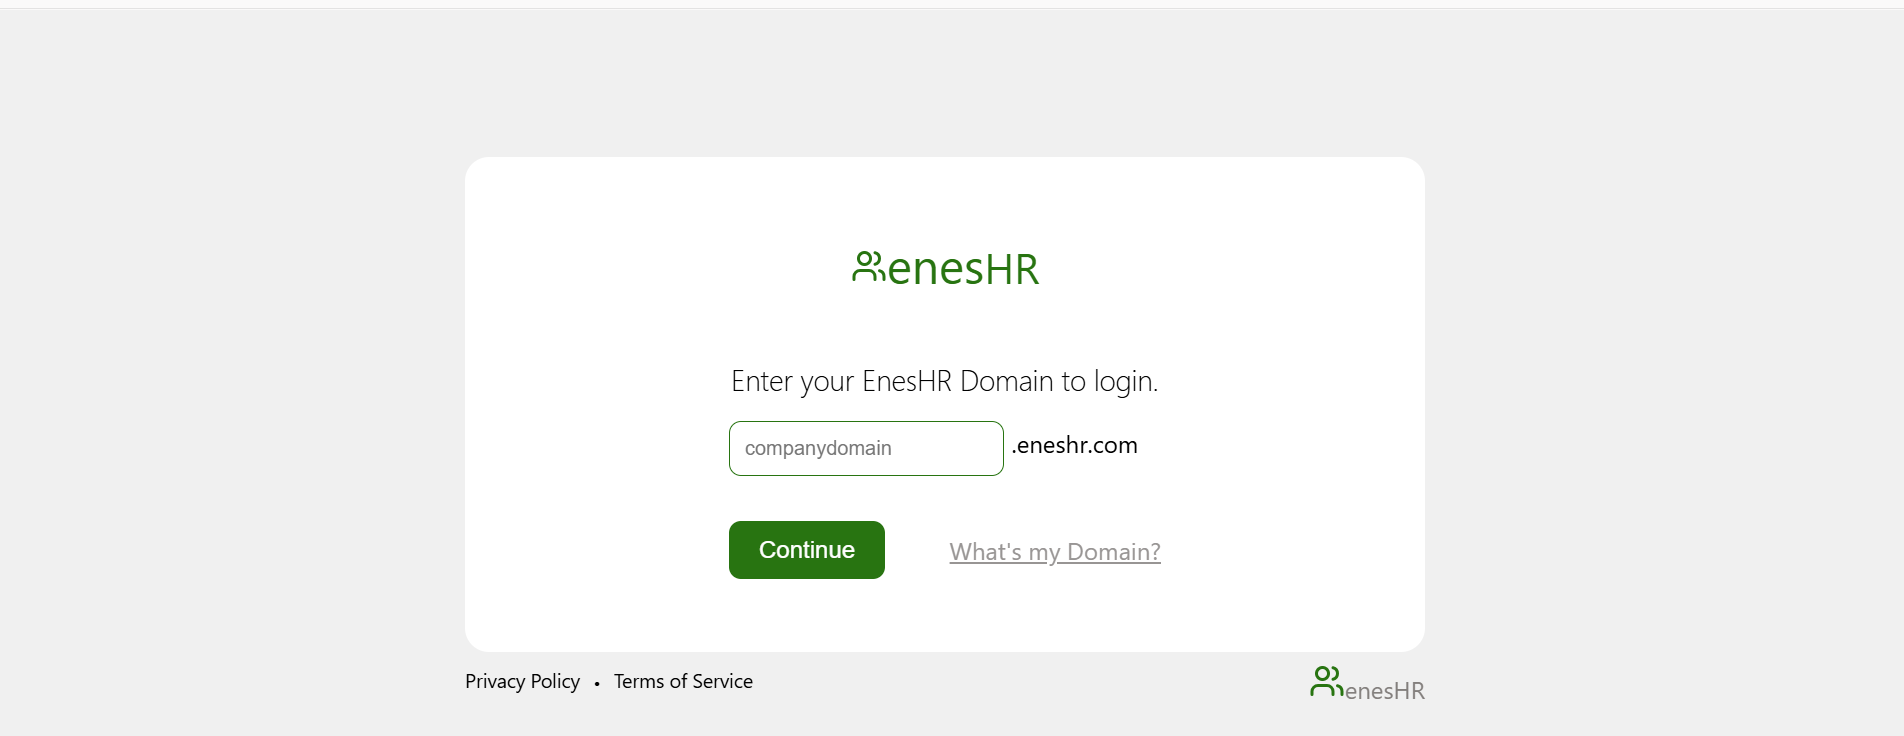 enesHR
Enter your EnesHR Domain to login.
companydomain .eneshr.com
Continue What's my Domain?
Privacy Policy • Terms of Service enesHR